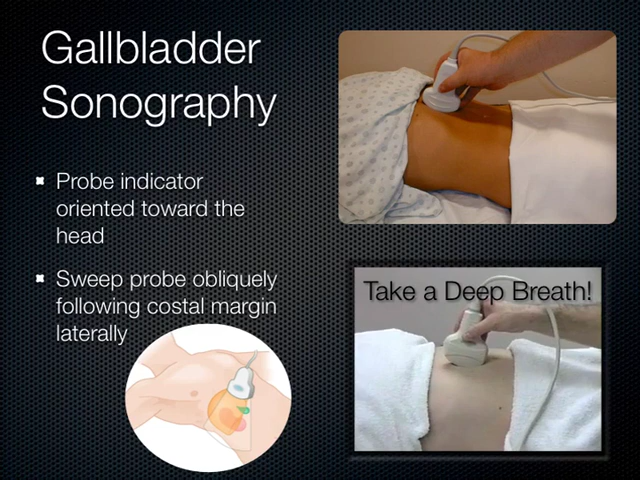 Gallbladder
Sonography
Probe indicator
oriented toward the
head
Sweep probe obliquely
following costal margin
laterally
Take a Deep Breath!